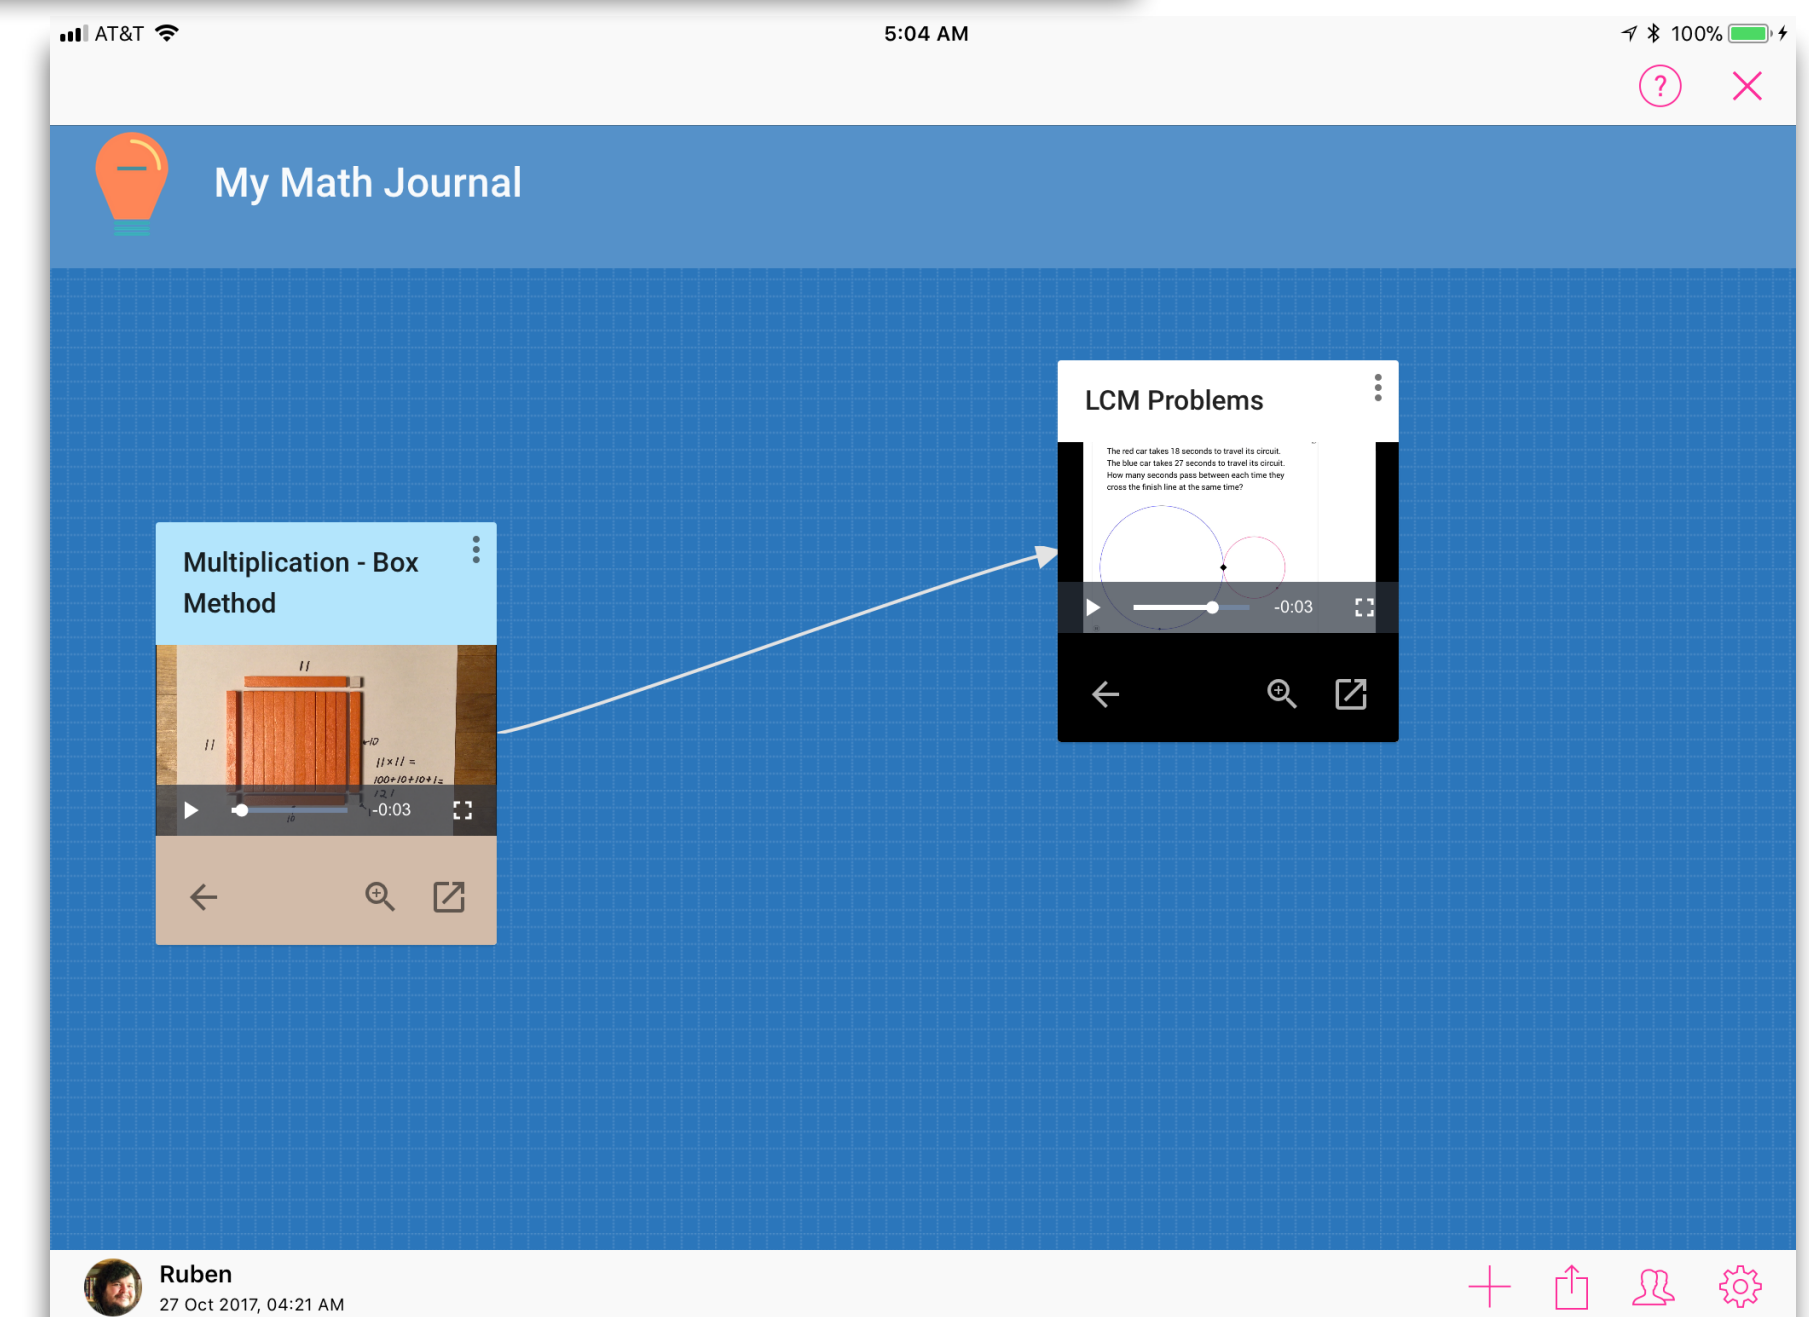 AT&T 5:04 AM 100%
?
My Math Journal
LCM Problems
The red car takes 18 seconds to travel its circuit.
The blue car takes 27 seconds to travel its circuit.
How many seconds pass between each time they
cross the finish line at the same time?
-0:03
Multiplication - Box
Method
11
11
10
11×11 =
100+10+10+1=
121
-0:03
10
Ruben
27 Oct 2017, 04:21 AM